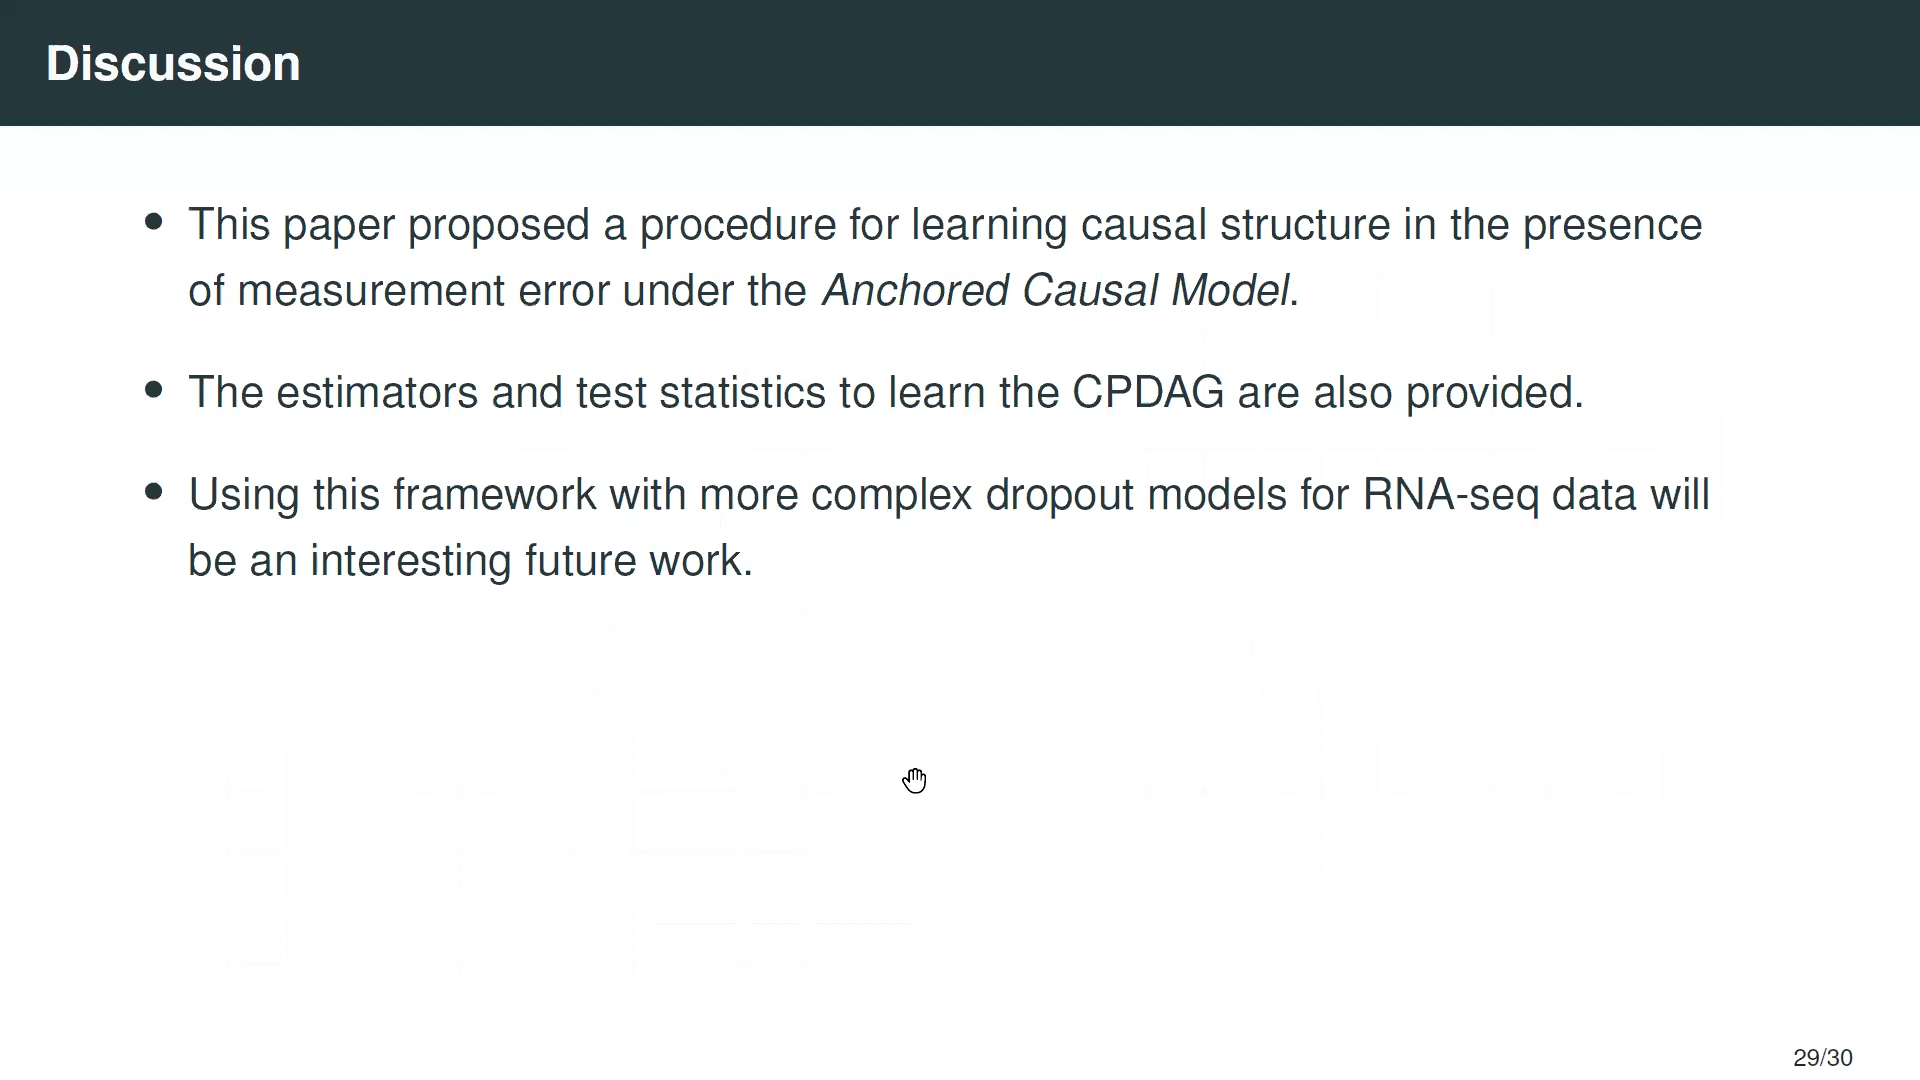 Discussion
• This paper proposed a procedure for learning causal structure in the presence
of measurement error under the Anchored Causal Model.
• The estimators and test statistics to learn the CPDAG are also provided.
• Using this framework with more complex dropout models for RNA-seq data will
be an interesting future work.
29/30